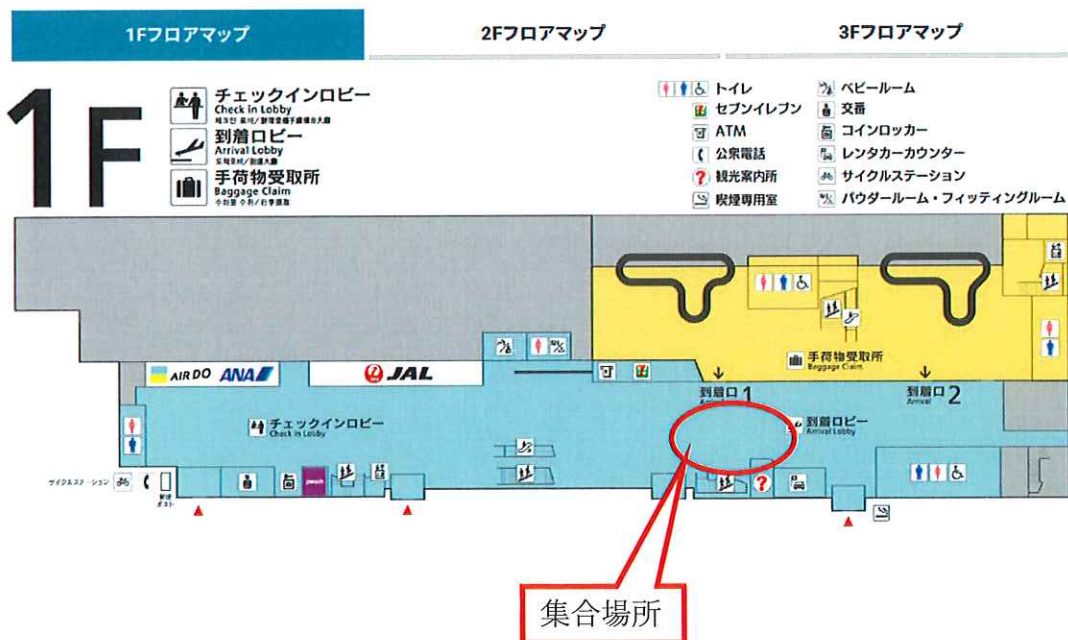 1Fフロアマップ
2Fフロアマップ
3Fフロアマップ
1F
チェックインロビー
Check in Lobby
到着ロビー
Arrival Lobby
手荷物受取所
Baggage Claim
トイレ
セブンイレブン
ATM
公衆電話
? 観光案内所
喫煙専用室
ベビールーム
交番
コインロッカー
レンタカーカウンター
サイクルステーション
パウダールーム・フィッティングルーム
AIRDO ANA
JAL
手荷物受取所
Baggage Claim
到着口 1
Arrival
到着口 2
Arrival
チェックインロビー
Check in Lobby
到着ロビー
Arrival Lobby
サイクルステーション
郵便
ポスト
peach
?
集合場所